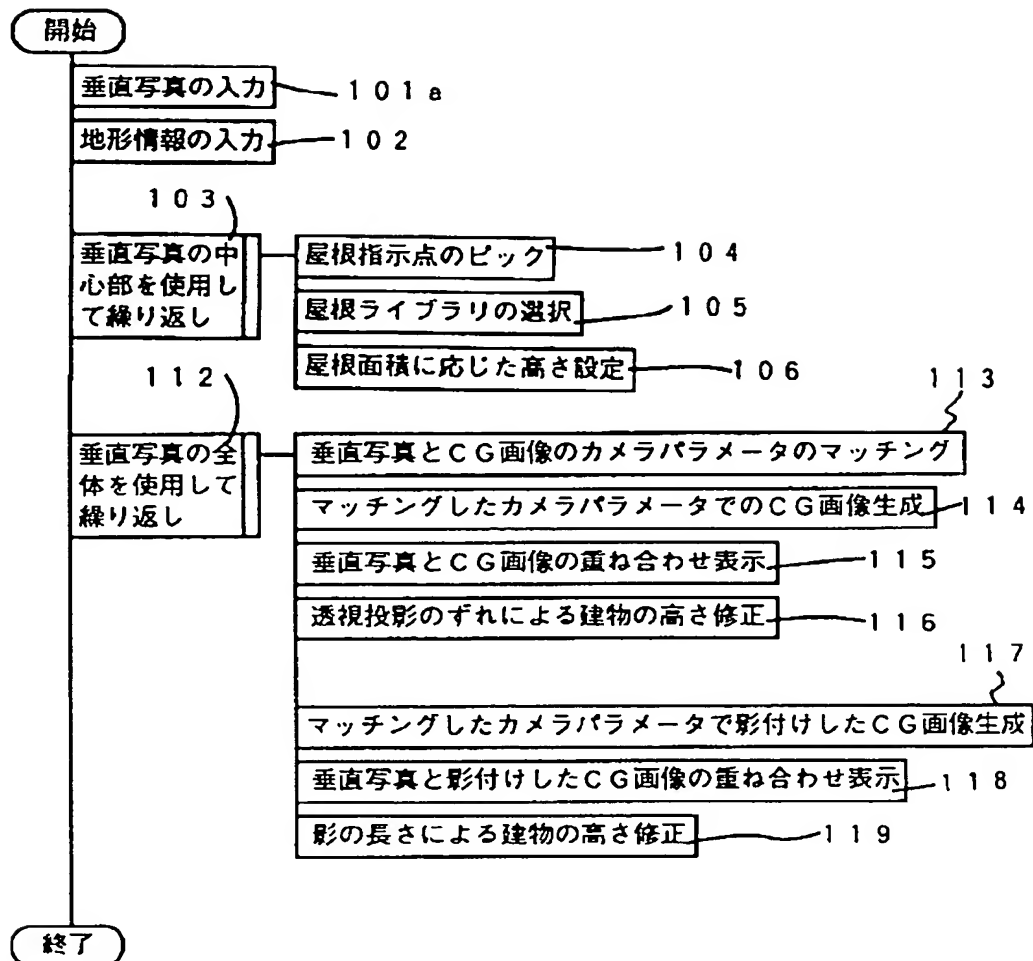 開始
垂直写真の入力
101a
地形情報の入力
102
103
垂直写真の中
心部を使用し
て繰り返し
屋根指示点のピック
104
屋根ライブラリの選択
105
屋根面積に応じた高さ設定
106
112
垂直写真の全
体を使用して
繰り返し
113
垂直写真とCG画像のカメラパラメータのマッチング
マッチングしたカメラパラメータでのCG画像生成
114
垂直写真とCG画像の重ね合わせ表示
115
透視投影のずれによる建物の高さ修正
116
117
マッチングしたカメラパラメータで影付けしたCG画像生成
垂直写真と影付けしたCG画像の重ね合わせ表示
118
影の長さによる建物の高さ修正
119
終了